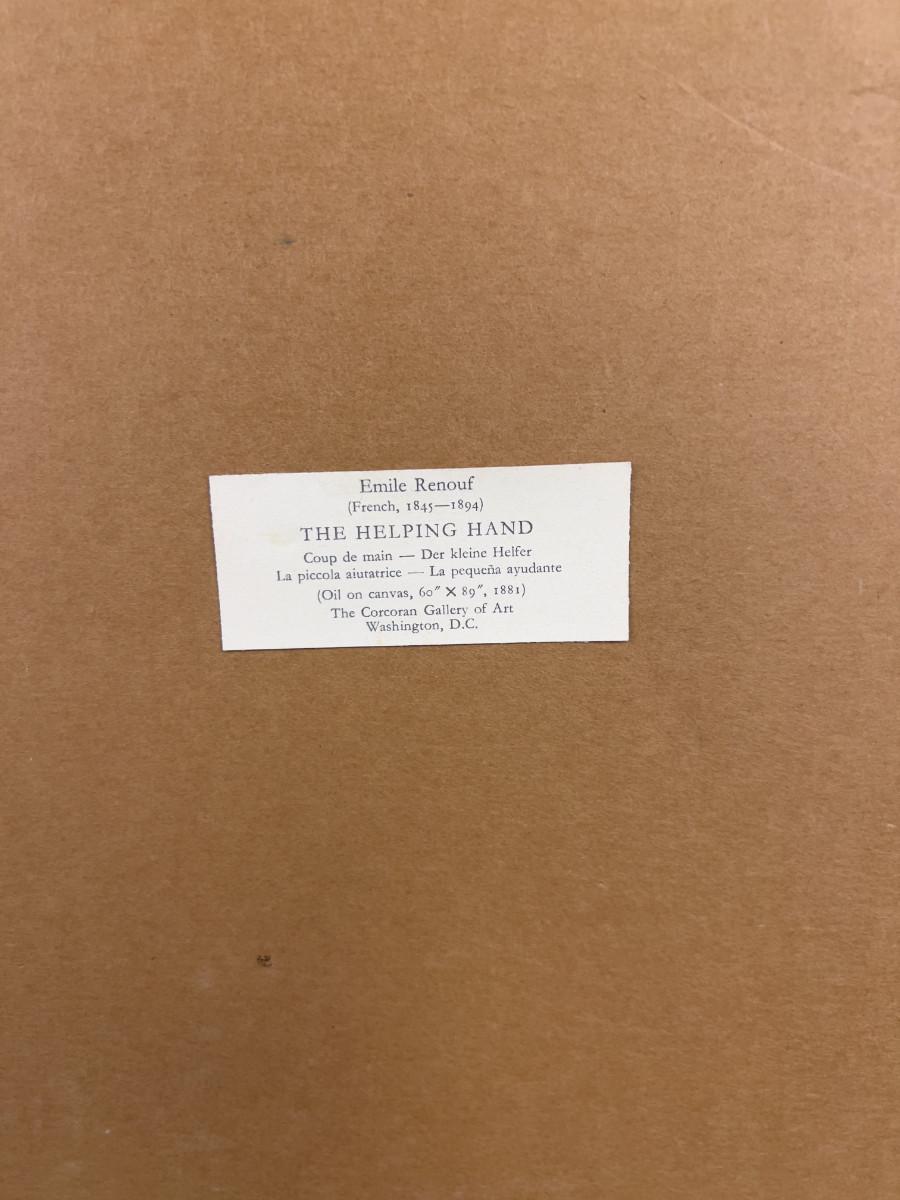 Emile Renouf
(French, 1845—1894)
THE HELPING HAND
Coup de main — Der kleine Helfer
La piccola aiutatrice — La pequeña ayudante
(Oil on canvas, 60″ × 89″, 1881)
The Corcoran Gallery of Art
Washington, D.C.